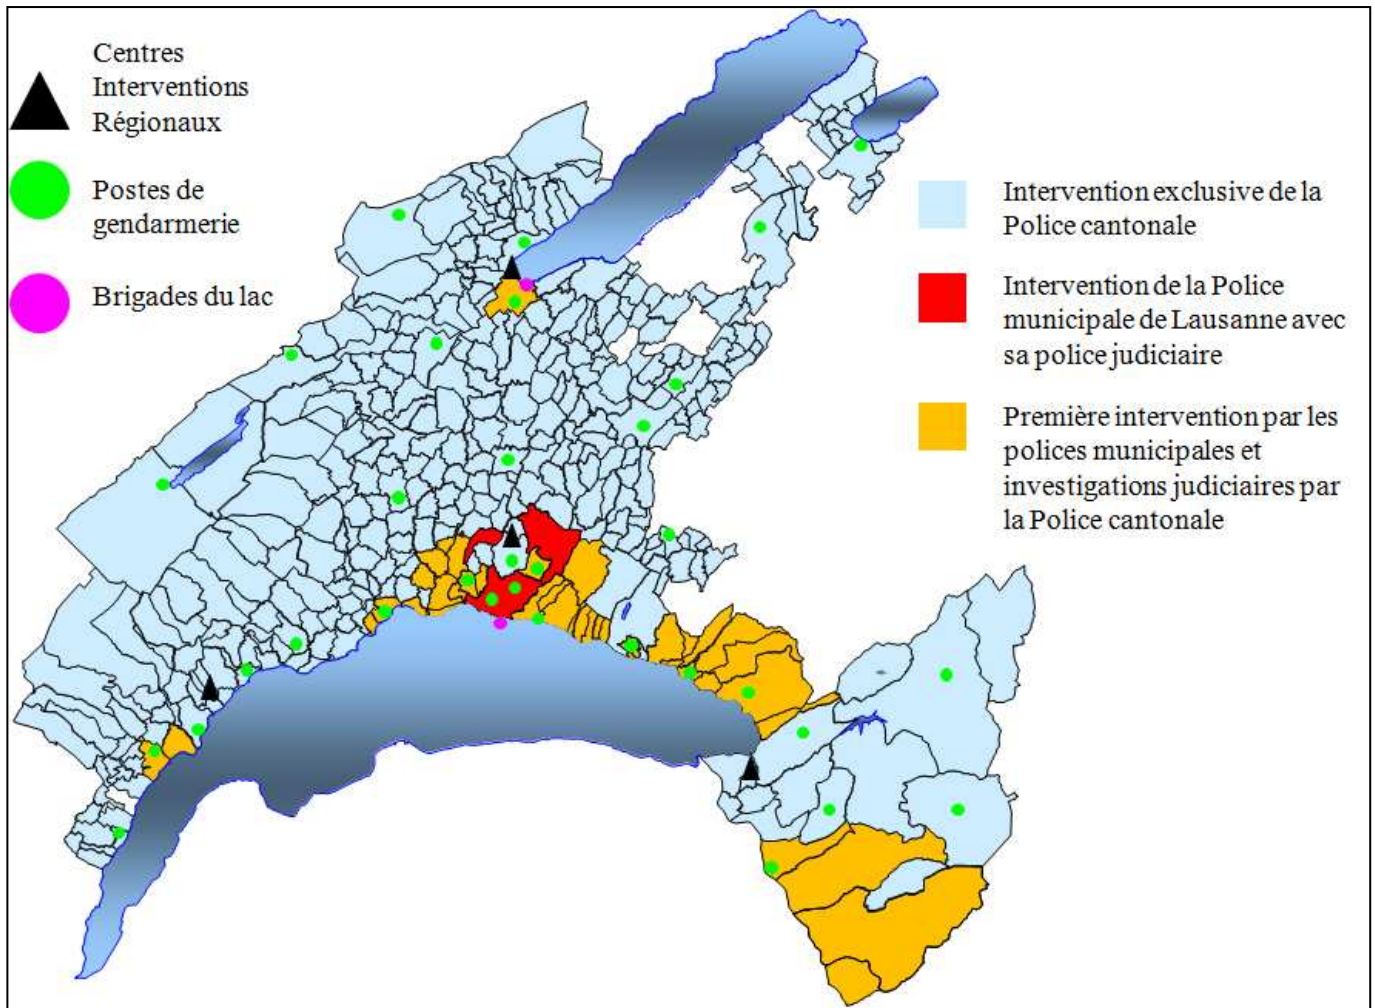 Centres
Interventions
Régionaux
Postes de
gendarmerie
Brigades du lac
Intervention exclusive de la
Police cantonale
Intervention de la Police
municipale de Lausanne avec
sa police judiciaire
Première intervention par les
polices municipales et
investigations judiciaires par
la Police cantonale